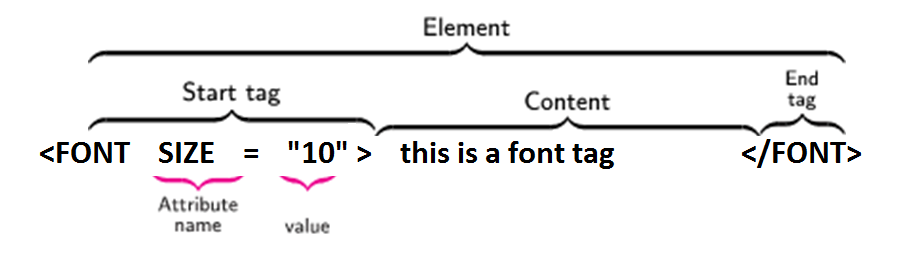 Element
Start tag
Content
End
tag
<FONT SIZE = "10" > this is a font tag </FONT>
Attribute
name
value